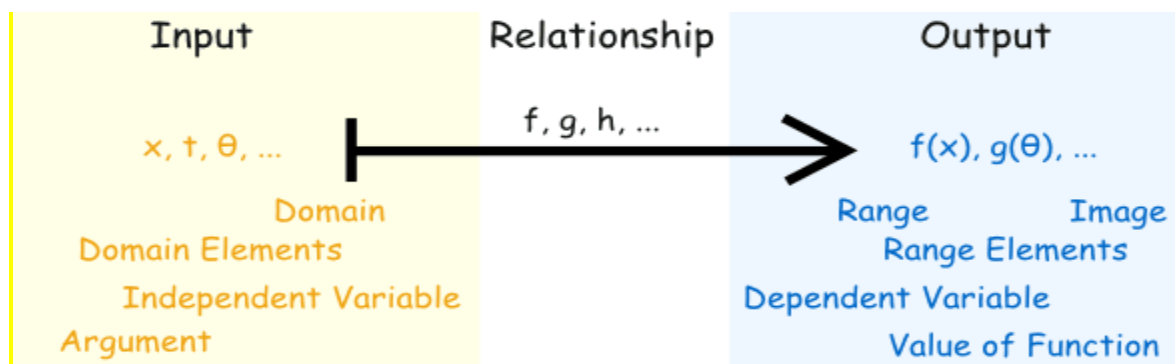 Input Relationship Output
f, g, h, ...
x, t, θ, ... f(x), g(θ), ...
Domain Range Image
Domain Elements Range Elements
Independent Variable Dependent Variable
Argument Value of Function